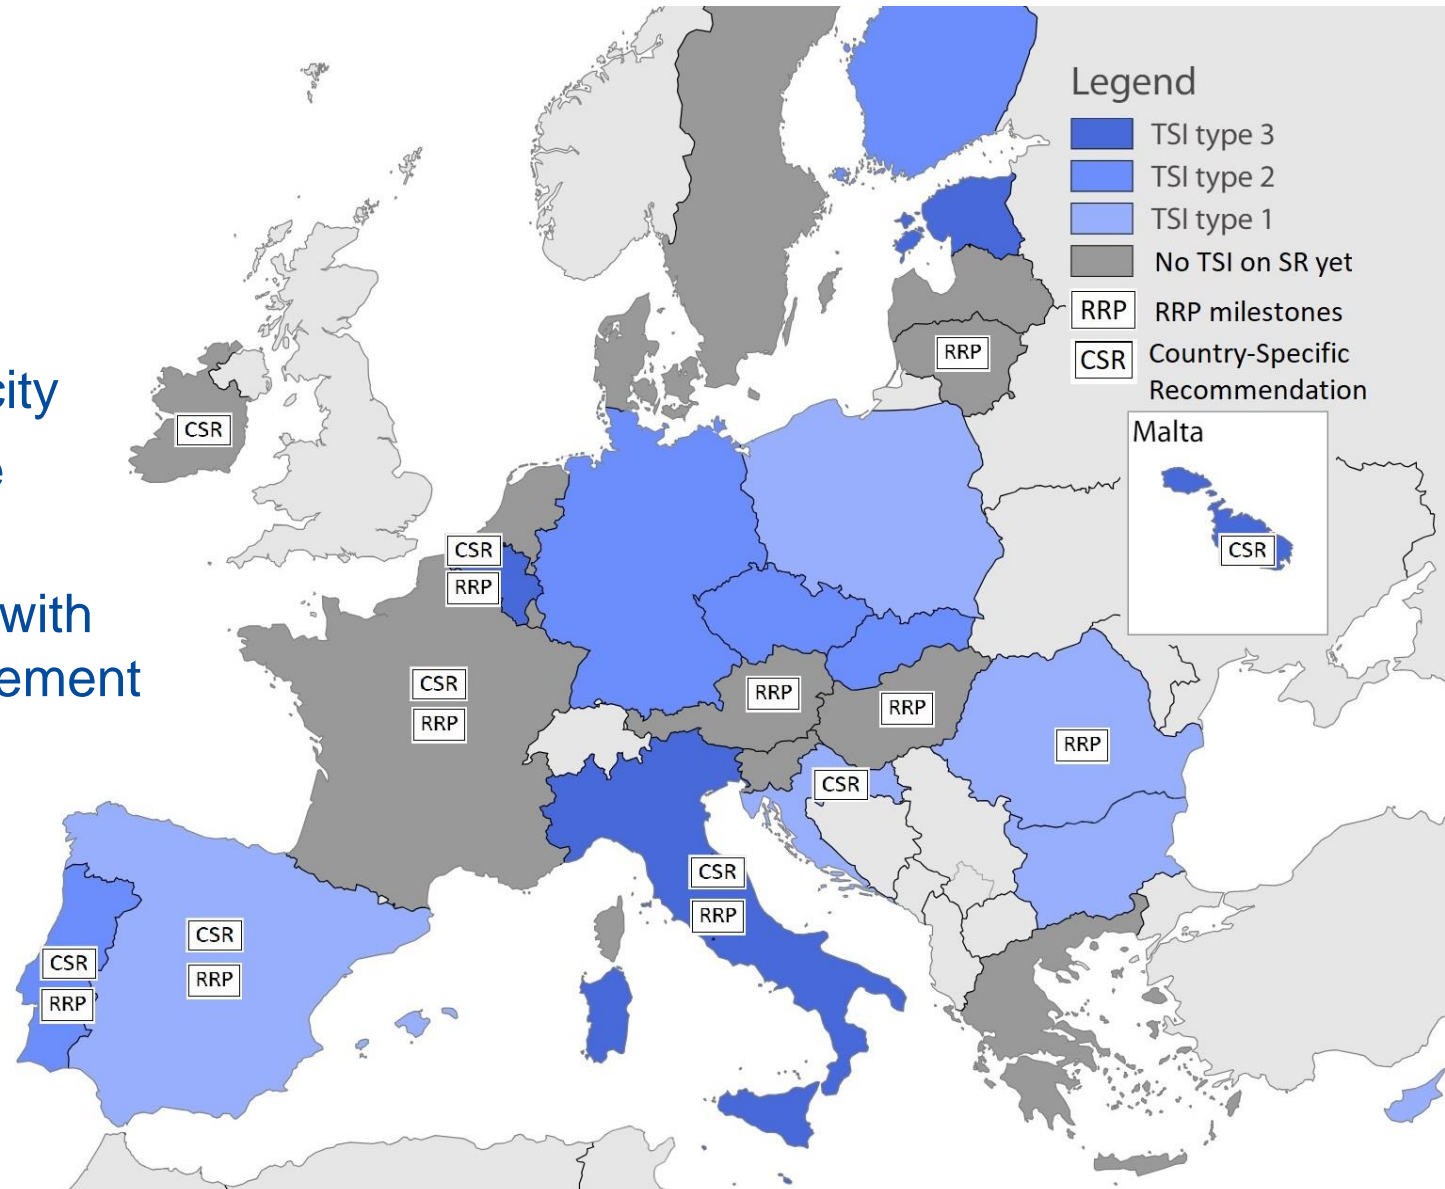 city
e
with
ement
Legend
TSI type 3
TSI type 2
TSI type 1
No TSI on SR yet
RRP RRP milestones
CSR Country-Specific
Recommendation
Malta
CSR
RRP
CSR
CSR
RRP
CSR
RRP
RRP
RRP
RRP
CSR
CSR
RRP
CSR
RRP
CSR
RRP